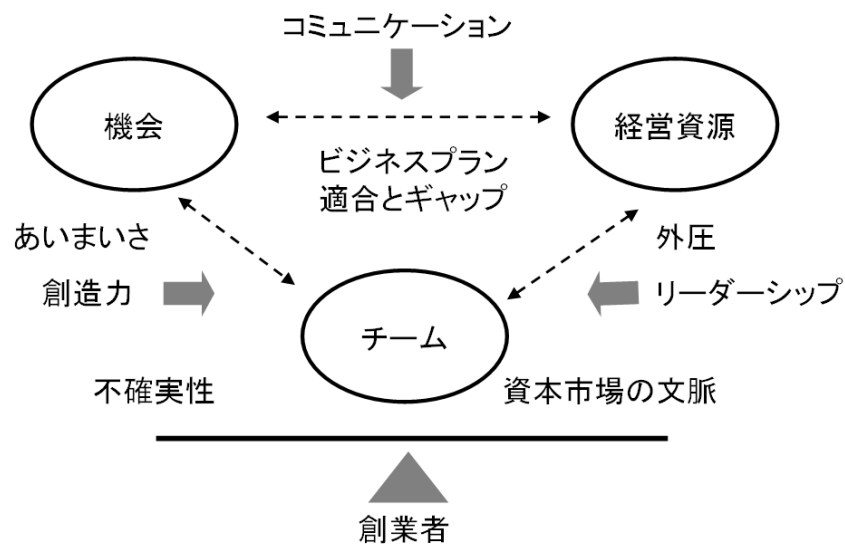 コミュニケーション
機会
経営資源
ビジネスプラン
適合とギャップ
あいまいさ
外圧
創造力
リーダーシップ
チーム
不確実性
資本市場の文脈
創業者